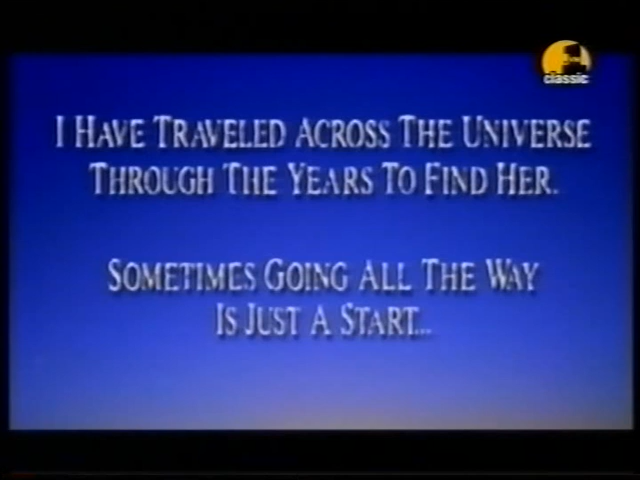 1
classic
I HAVE TRAVELED ACROSS THE UNIVERSE
THROUGH THE YEARS TO FIND HER.
SOMETIMES GOING ALL THE WAY
IS JUST A START...